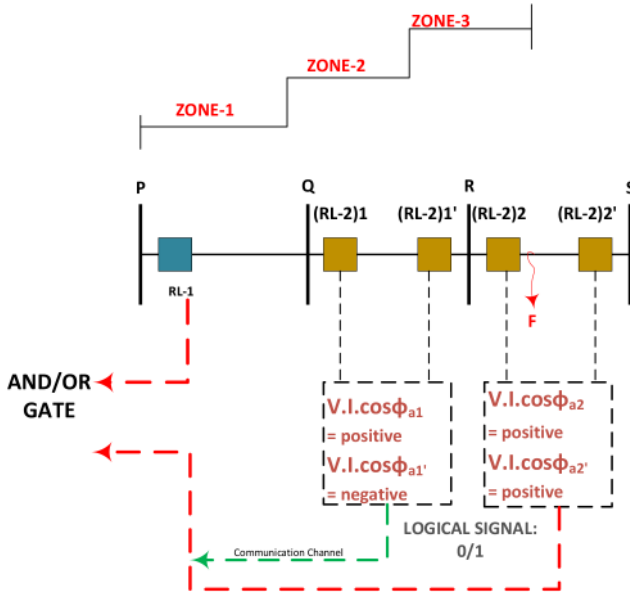 ZONE-3
ZONE-2
ZONE-1
P
Q
R
S
(RL-2)1
(RL-2)1'
(RL-2)2
(RL-2)2'
RL-1
F
AND/OR
GATE
V.I.cosϕa1
= positive
V.I.cosϕa1'
= negative
V.I.cosϕa2
= positive
V.I.cosϕa2'
= positive
LOGICAL SIGNAL:
0/1
Communication Channel